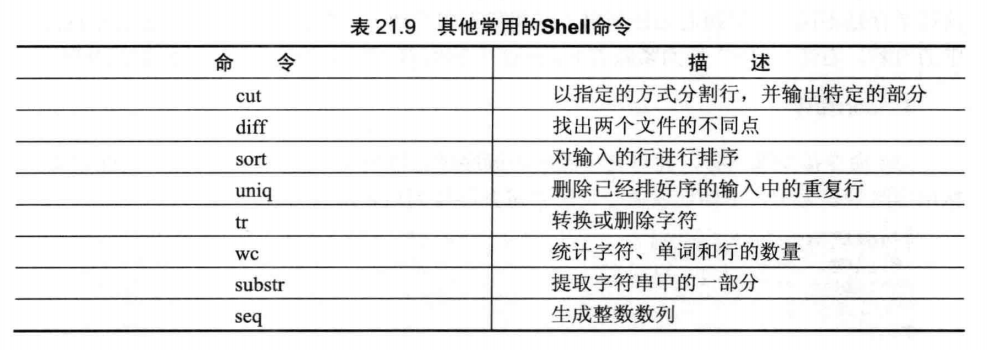 表 21.9 其他常用的Shell命令
命 令 描 述
cut 以指定的方式分割行，并输出特定的部分
diff 找出两个文件的不同点
sort 对输入的行进行排序
uniq 删除已经排好序的输入中的重复行
tr 转换或删除字符
wc 统计字符、单词和行的数量
substr 提取字符串中的一部分
seq 生成整数数列